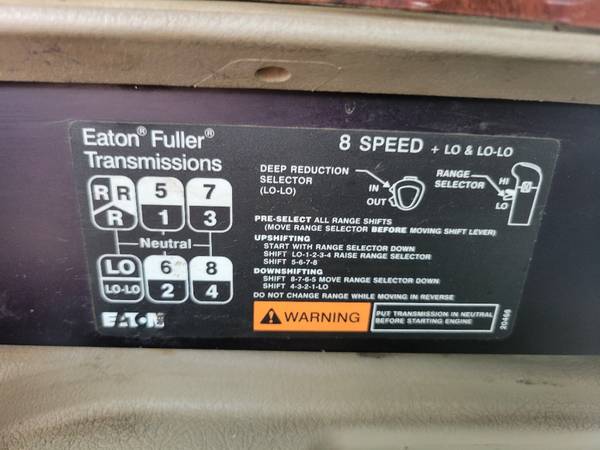 Eaton® Fuller®
Transmissions
8 SPEED + LO & LO-LO
R R
R
5
1
7
3
Neutral
LO
LO-LO
6
2
8
4
EATON
DEEP REDUCTION
SELECTOR
(LO-LO)
IN
OUT
RANGE
SELECTOR
HI
LO
PRE-SELECT ALL RANGE SHIFTS
(MOVE RANGE SELECTOR BEFORE MOVING SHIFT LEVER)
UPSHIFTING
START WITH RANGE SELECTOR DOWN
SHIFT LO-1-2-3-4 RAISE RANGE SELECTOR
SHIFT 5-6-7-8
DOWNSHIFTING
SHIFT 8-7-6-5 MOVE RANGE SELECTOR DOWN
SHIFT 4-3-2-1-LO
DO NOT CHANGE RANGE WHILE MOVING IN REVERSE
WARNING
PUT TRANSMISSION IN NEUTRAL
BEFORE STARTING ENGINE
20466